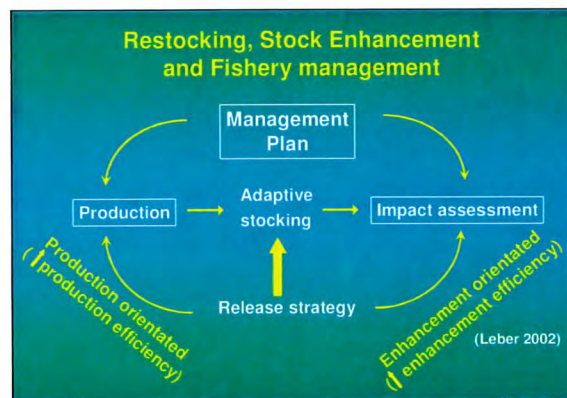 Restocking, Stock Enhancement
and Fishery management
Management
Plan
Production
Adaptive
stocking
Impact assessment
Release strategy
Production orientated
(⬆production efficiency)
Enhancement orientated
(⬆ enhancement efficiency)
(Leber 2002)